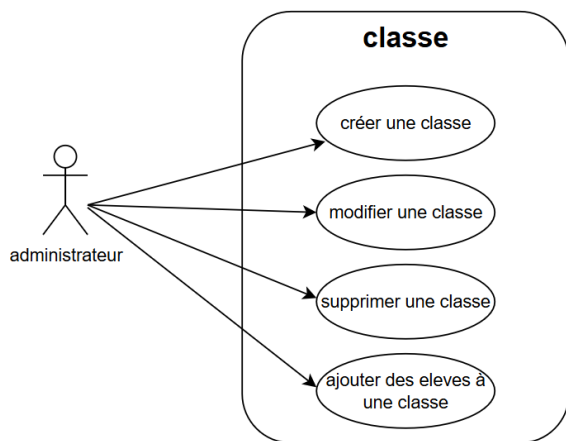 classe
créer une classe
modifier une classe
administrateur
supprimer une classe
ajouter des eleves à
une classe